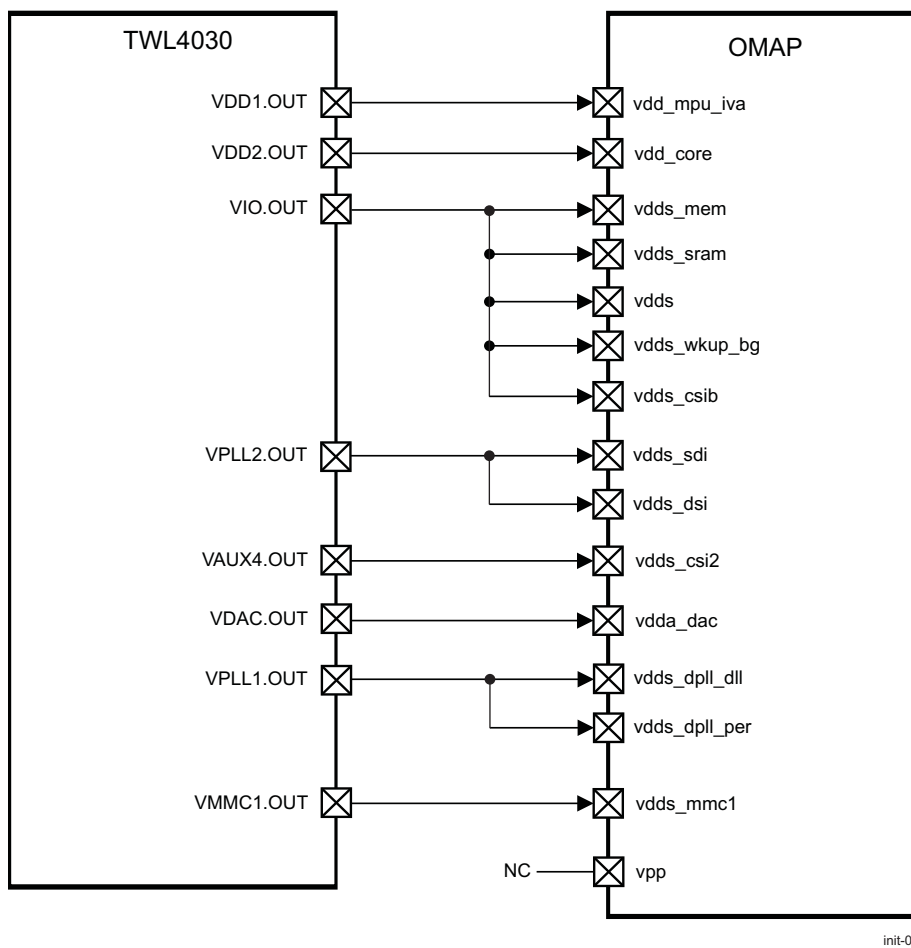 TWL4030
OMAP
VDD1.OUT
vdd_mpu_iva
VDD2.OUT
vdd_core
VIO.OUT
vdds_mem
vdds_sram
vdds
vdds_wkup_bg
vdds_csib
VPLL2.OUT
vdds_sdi
vdds_dsi
VAUX4.OUT
vdds_csi2
VDAC.OUT
vdda_dac
VPLL1.OUT
vdds_dpll_dll
vdds_dpll_per
VMMC1.OUT
vdds_mmc1
NC
vpp
init-0